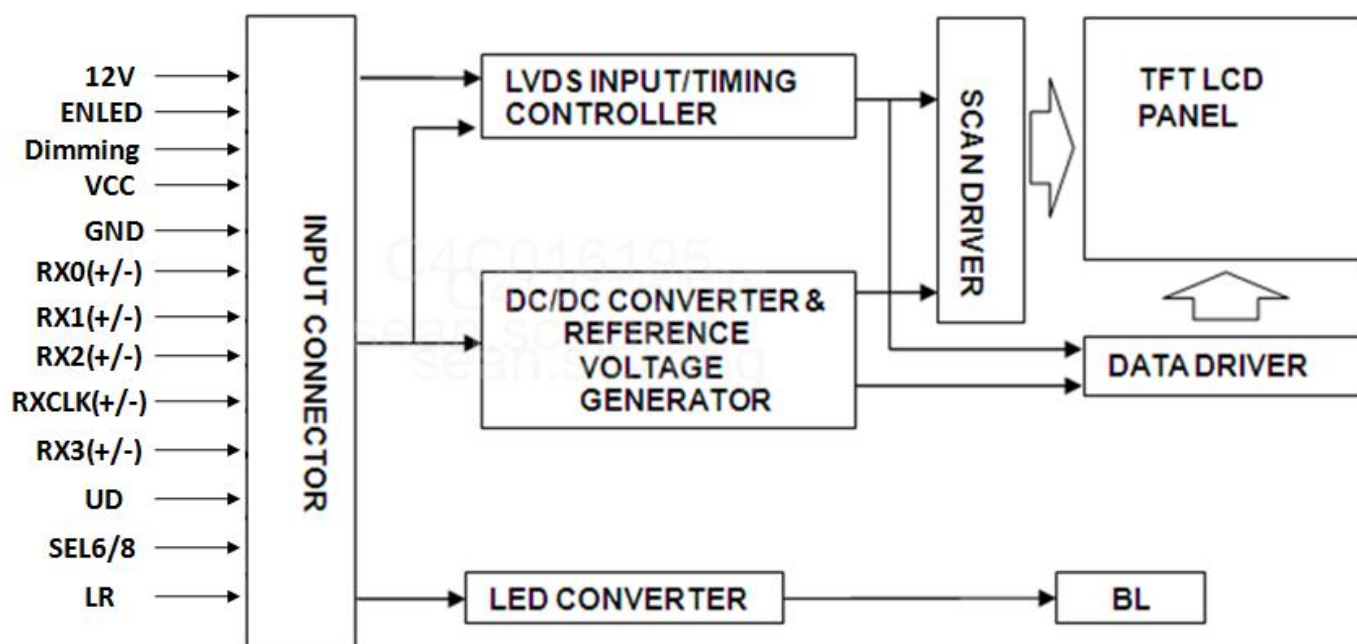 12V
ENLED
Dimming
VCC
GND
RX0(+/-)
RX1(+/-)
RX2(+/-)
RXCLK(+/-)
RX3(+/-)
UD
SEL6/8
LR
INPUT CONNECTOR
LVDS INPUT/TIMING
CONTROLLER
DC/DC CONVERTER &
REFERENCE
VOLTAGE
GENERATOR
LED CONVERTER
SCAN DRIVER
TFT LCD
PANEL
DATA DRIVER
BL
C4C016195